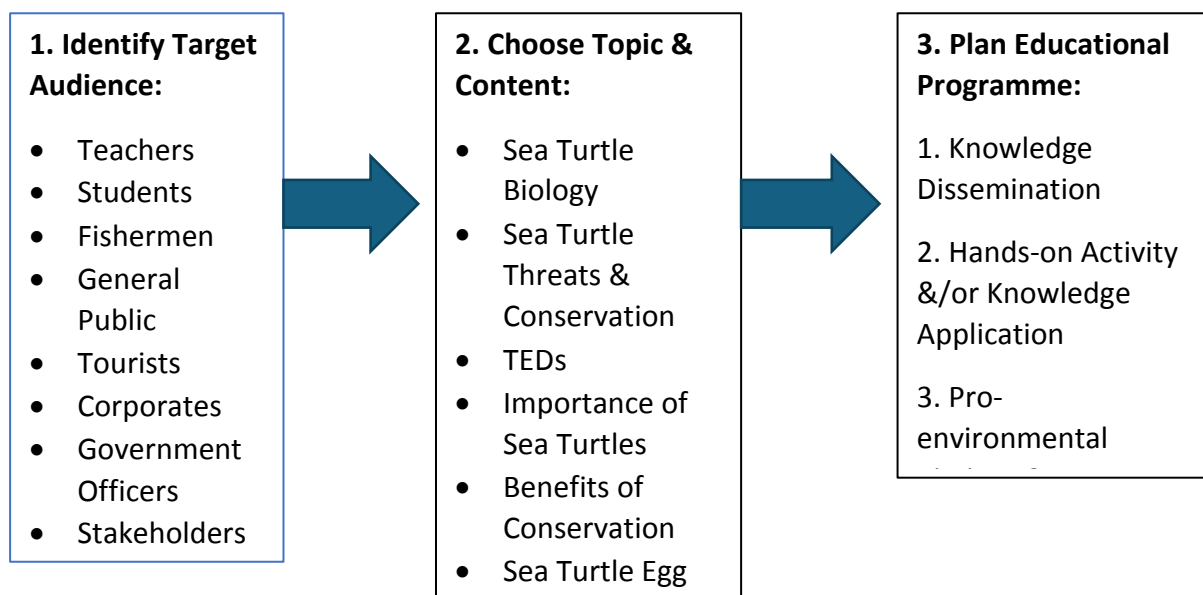 1. Identify Target
Audience:
• Teachers
• Students
• Fishermen
• General
Public
• Tourists
• Corporates
• Government
Officers
• Stakeholders
2. Choose Topic &
Content:
• Sea Turtle
Biology
• Sea Turtle
Threats &
Conservation
• TEDs
• Importance of
Sea Turtles
• Benefits of
Conservation
• Sea Turtle Egg
3. Plan Educational
Programme:
1. Knowledge
Dissemination
2. Hands-on Activity
&/or Knowledge
Application
3. Pro-
environmental